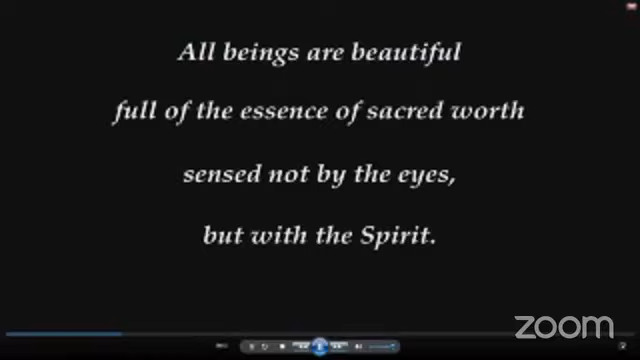 All beings are beautiful
full of the essence of sacred worth
sensed not by the eyes,
but with the Spirit.
zoom